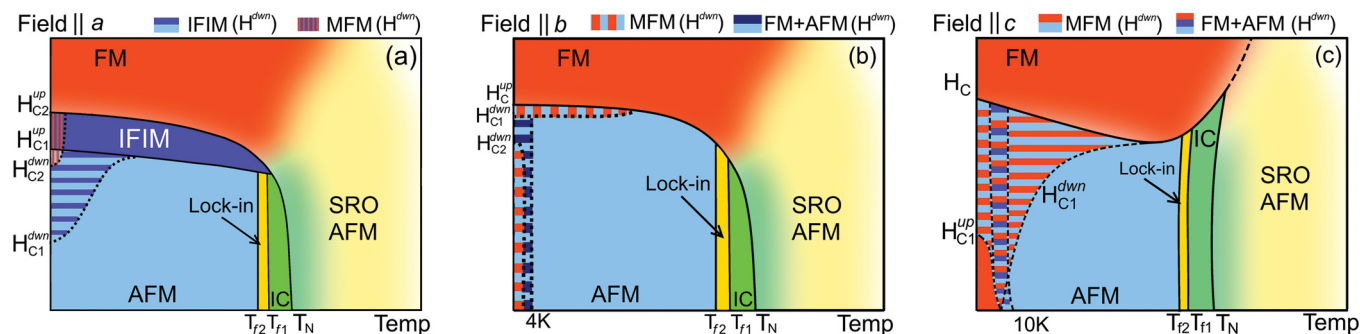 Field || a
IFIM (H^dwn)
MFM (H^dwn)
FM
(a)
H_C2^up
H_C1^up
H_C2^dwn
H_C1^dwn
IFIM
Lock-in
SRO
AFM
AFM
IC
T_f2 T_f1 T_N Temp
Field || b
MFM (H^dwn)
FM+AFM (H^dwn)
FM
(b)
H_C^up
H_C1^dwn
H_C2^dwn
Lock-in
SRO
AFM
AFM
IC
4K
T_f2 T_f1 T_N Temp
Field || c
MFM (H^dwn)
FM+AFM (H^dwn)
FM
(c)
H_C
IC
Lock-in
H_C1^dwn
H_C1^up
SRO
AFM
AFM
10K
T_f2 T_f1 T_N Temp